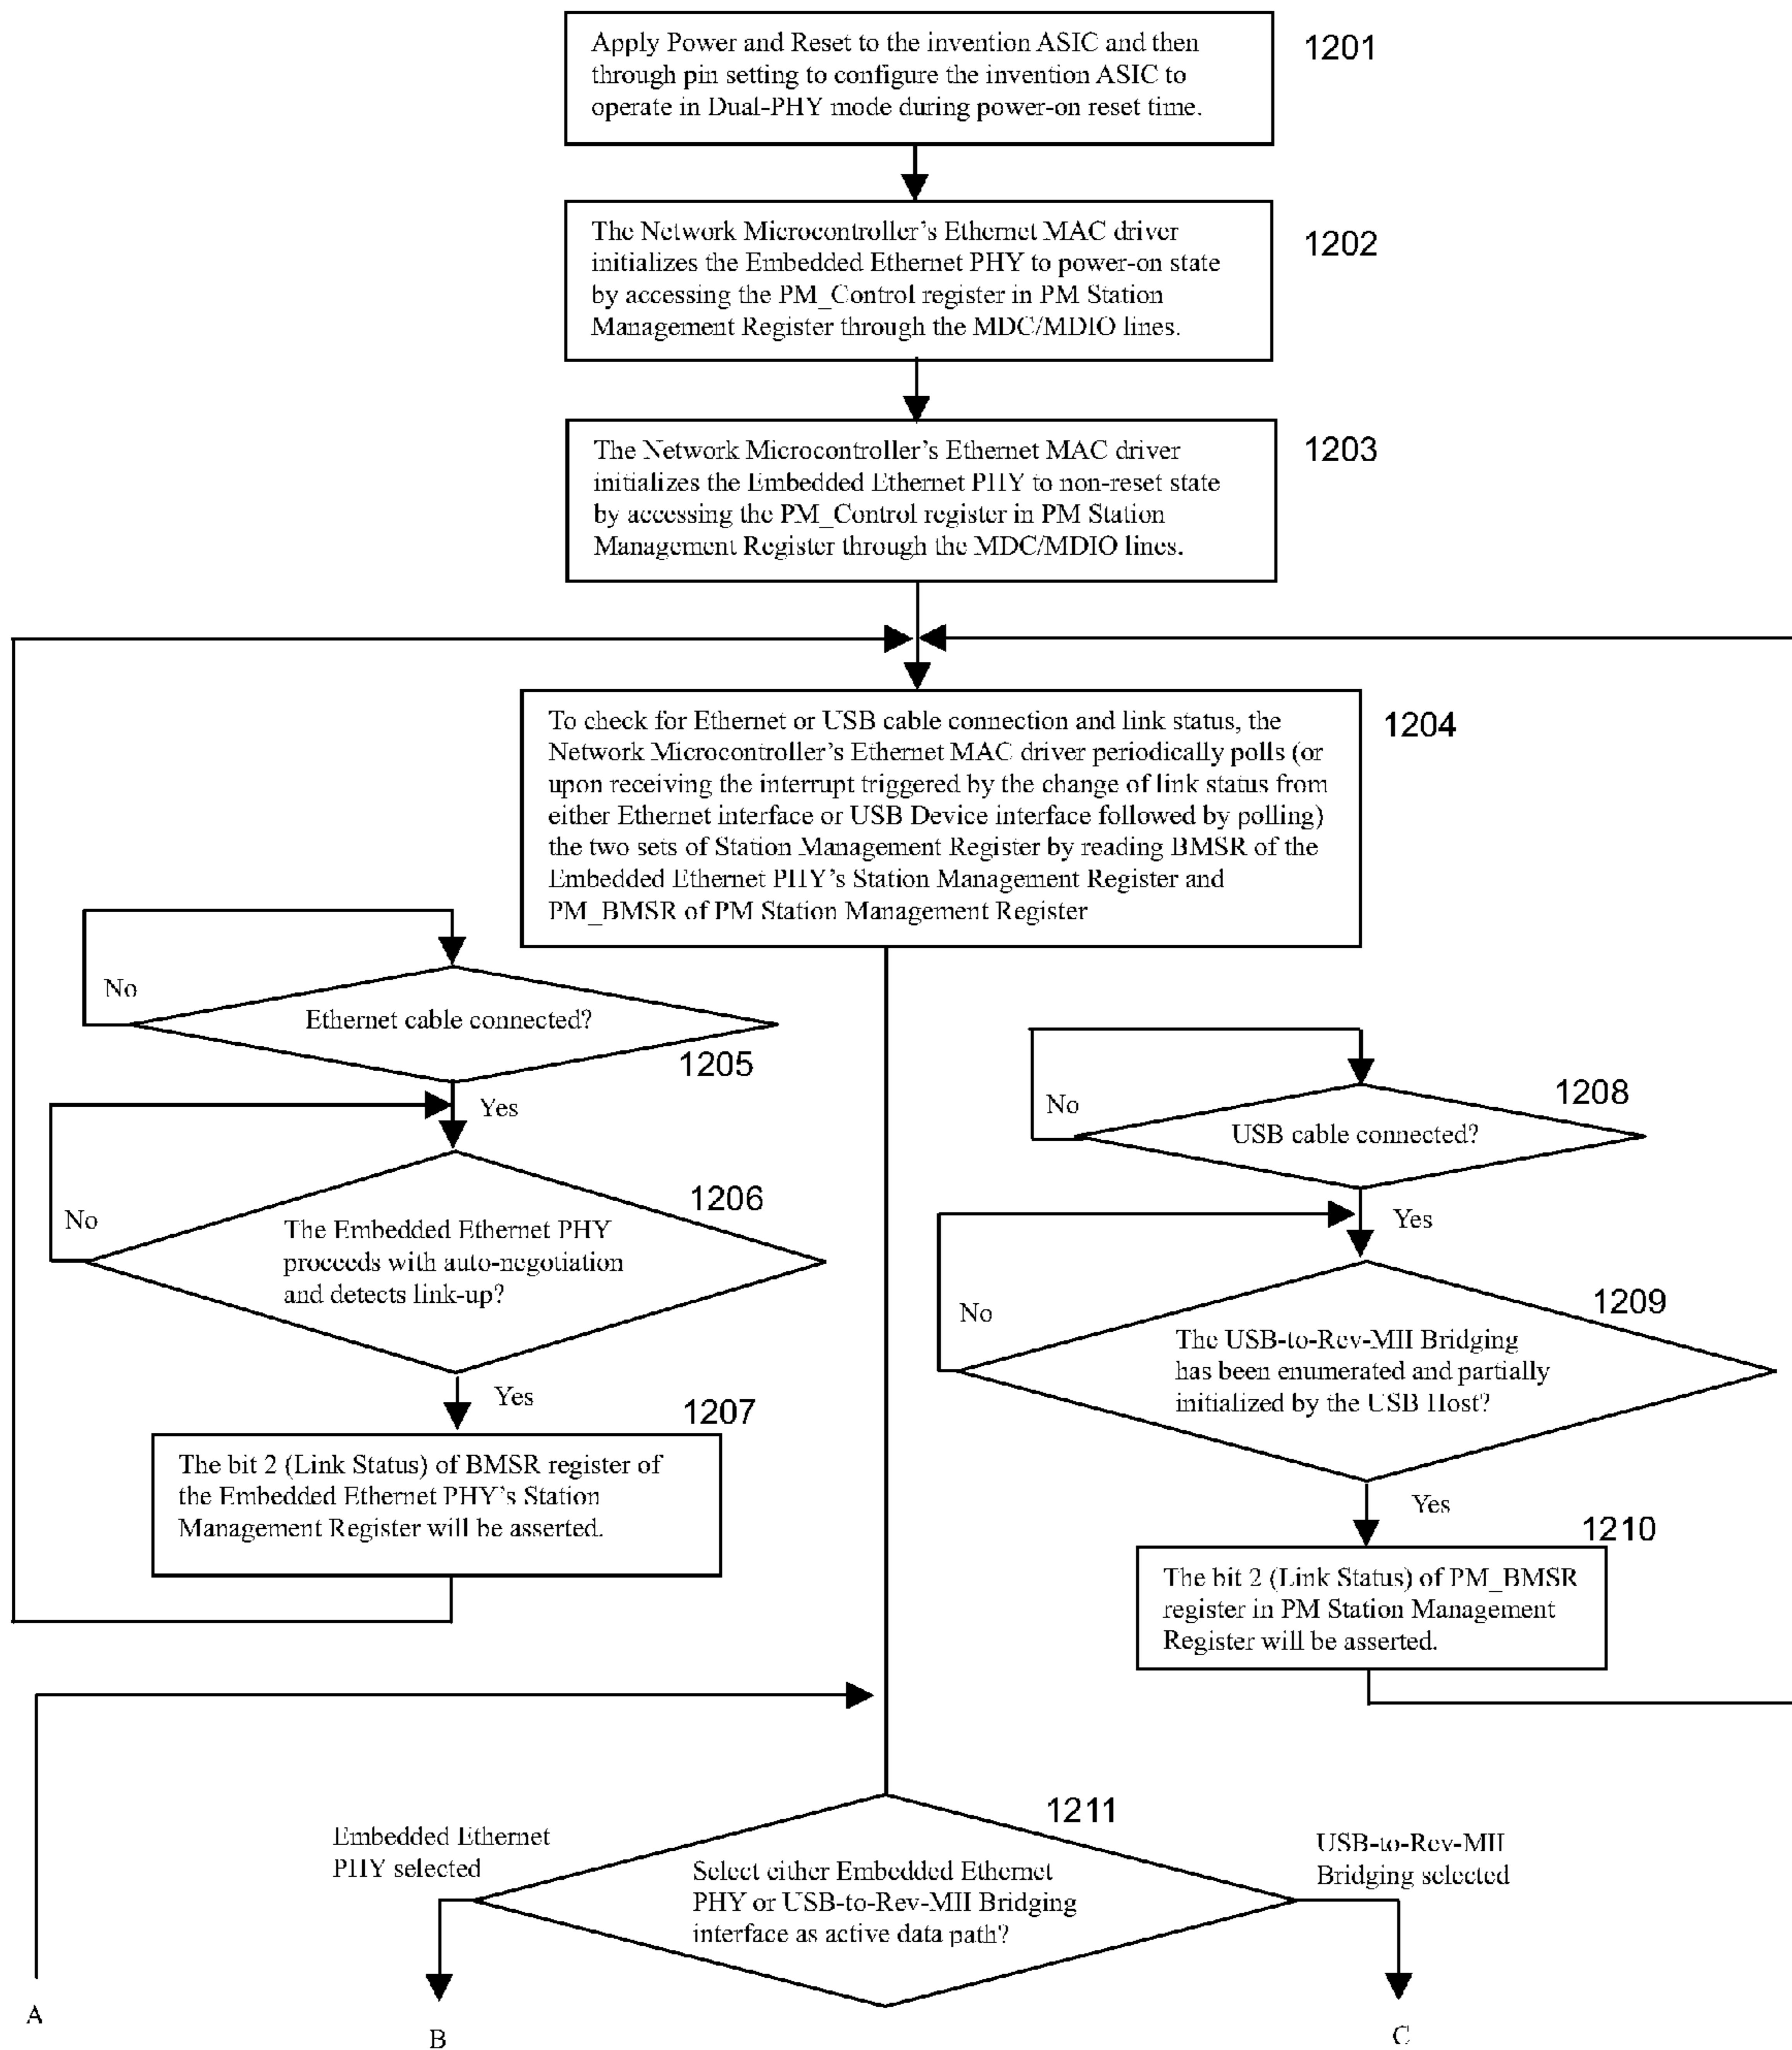 Apply Power and Reset to the invention ASIC and then
through pin setting to configure the invention ASIC to
operate in Dual-PHY mode during power-on reset time.
1201
The Network Microcontroller's Ethernet MAC driver
initializes the Embedded Ethernet PHY to power-on state
by accessing the PM_Control register in PM Station
Management Register through the MDC/MDIO lines.
1202
The Network Microcontroller's Ethernet MAC driver
initializes the Embedded Ethernet PHY to non-reset state
by accessing the PM_Control register in PM Station
Management Register through the MDC/MDIO lines.
1203
To check for Ethernet or USB cable connection and link status, the
Network Microcontroller's Ethernet MAC driver periodically polls (or
upon receiving the interrupt triggered by the change of link status from
either Ethernet interface or USB Device interface followed by polling)
the two sets of Station Management Register by reading BMSR of the
Embedded Ethernet PHY's Station Management Register and
PM_BMSR of PM Station Management Register
1204
No
Ethernet cable connected?
1205
Yes
No
1206
The Embedded Ethernet PHY
proceeds with auto-negotiation
and detects link-up?
Yes
1207
The bit 2 (Link Status) of BMSR register of
the Embedded Ethernet PHY's Station
Management Register will be asserted.
1208
No
USB cable connected?
Yes
No
1209
The USB-to-Rev-MII Bridging
has been enumerated and partially
initialized by the USB Host?
Yes
1210
The bit 2 (Link Status) of PM_BMSR
register in PM Station Management
Register will be asserted.
1211
Embedded Ethernet
PHY selected
Select either Embedded Ethernet
PHY or USB-to-Rev-MII Bridging
interface as active data path?
USB-to-Rev-MII
Bridging selected
A
B
C